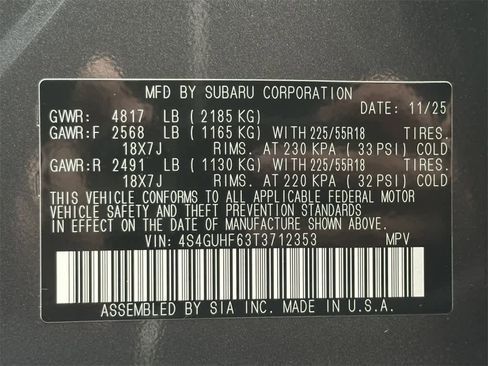 MFD BY SUBARU CORPORATION
GVWR: 4817 LB ( 2185 KG) DATE: 11/25
GAWR:F 2568 LB ( 1165 KG) WITH 225/55R18 TIRES.
18X7J RIMS. AT 230 KPA ( 33 PSI) COLD
GAWR:R 2491 LB ( 1130 KG) WITH 225/55R18 TIRES.
18X7J RIMS. AT 220 KPA ( 32 PSI) COLD
THIS VEHICLE CONFORMS TO ALL APPLICABLE FEDERAL MOTOR
VEHICLE SAFETY AND THEFT PREVENTION STANDARDS
IN EFFECT ON THE DATE OF MANUFACTURE SHOWN ABOVE.
VIN: 4S4GUHF63T3712353 MPV
ASSEMBLED BY SIA INC. MADE IN U.S.A.